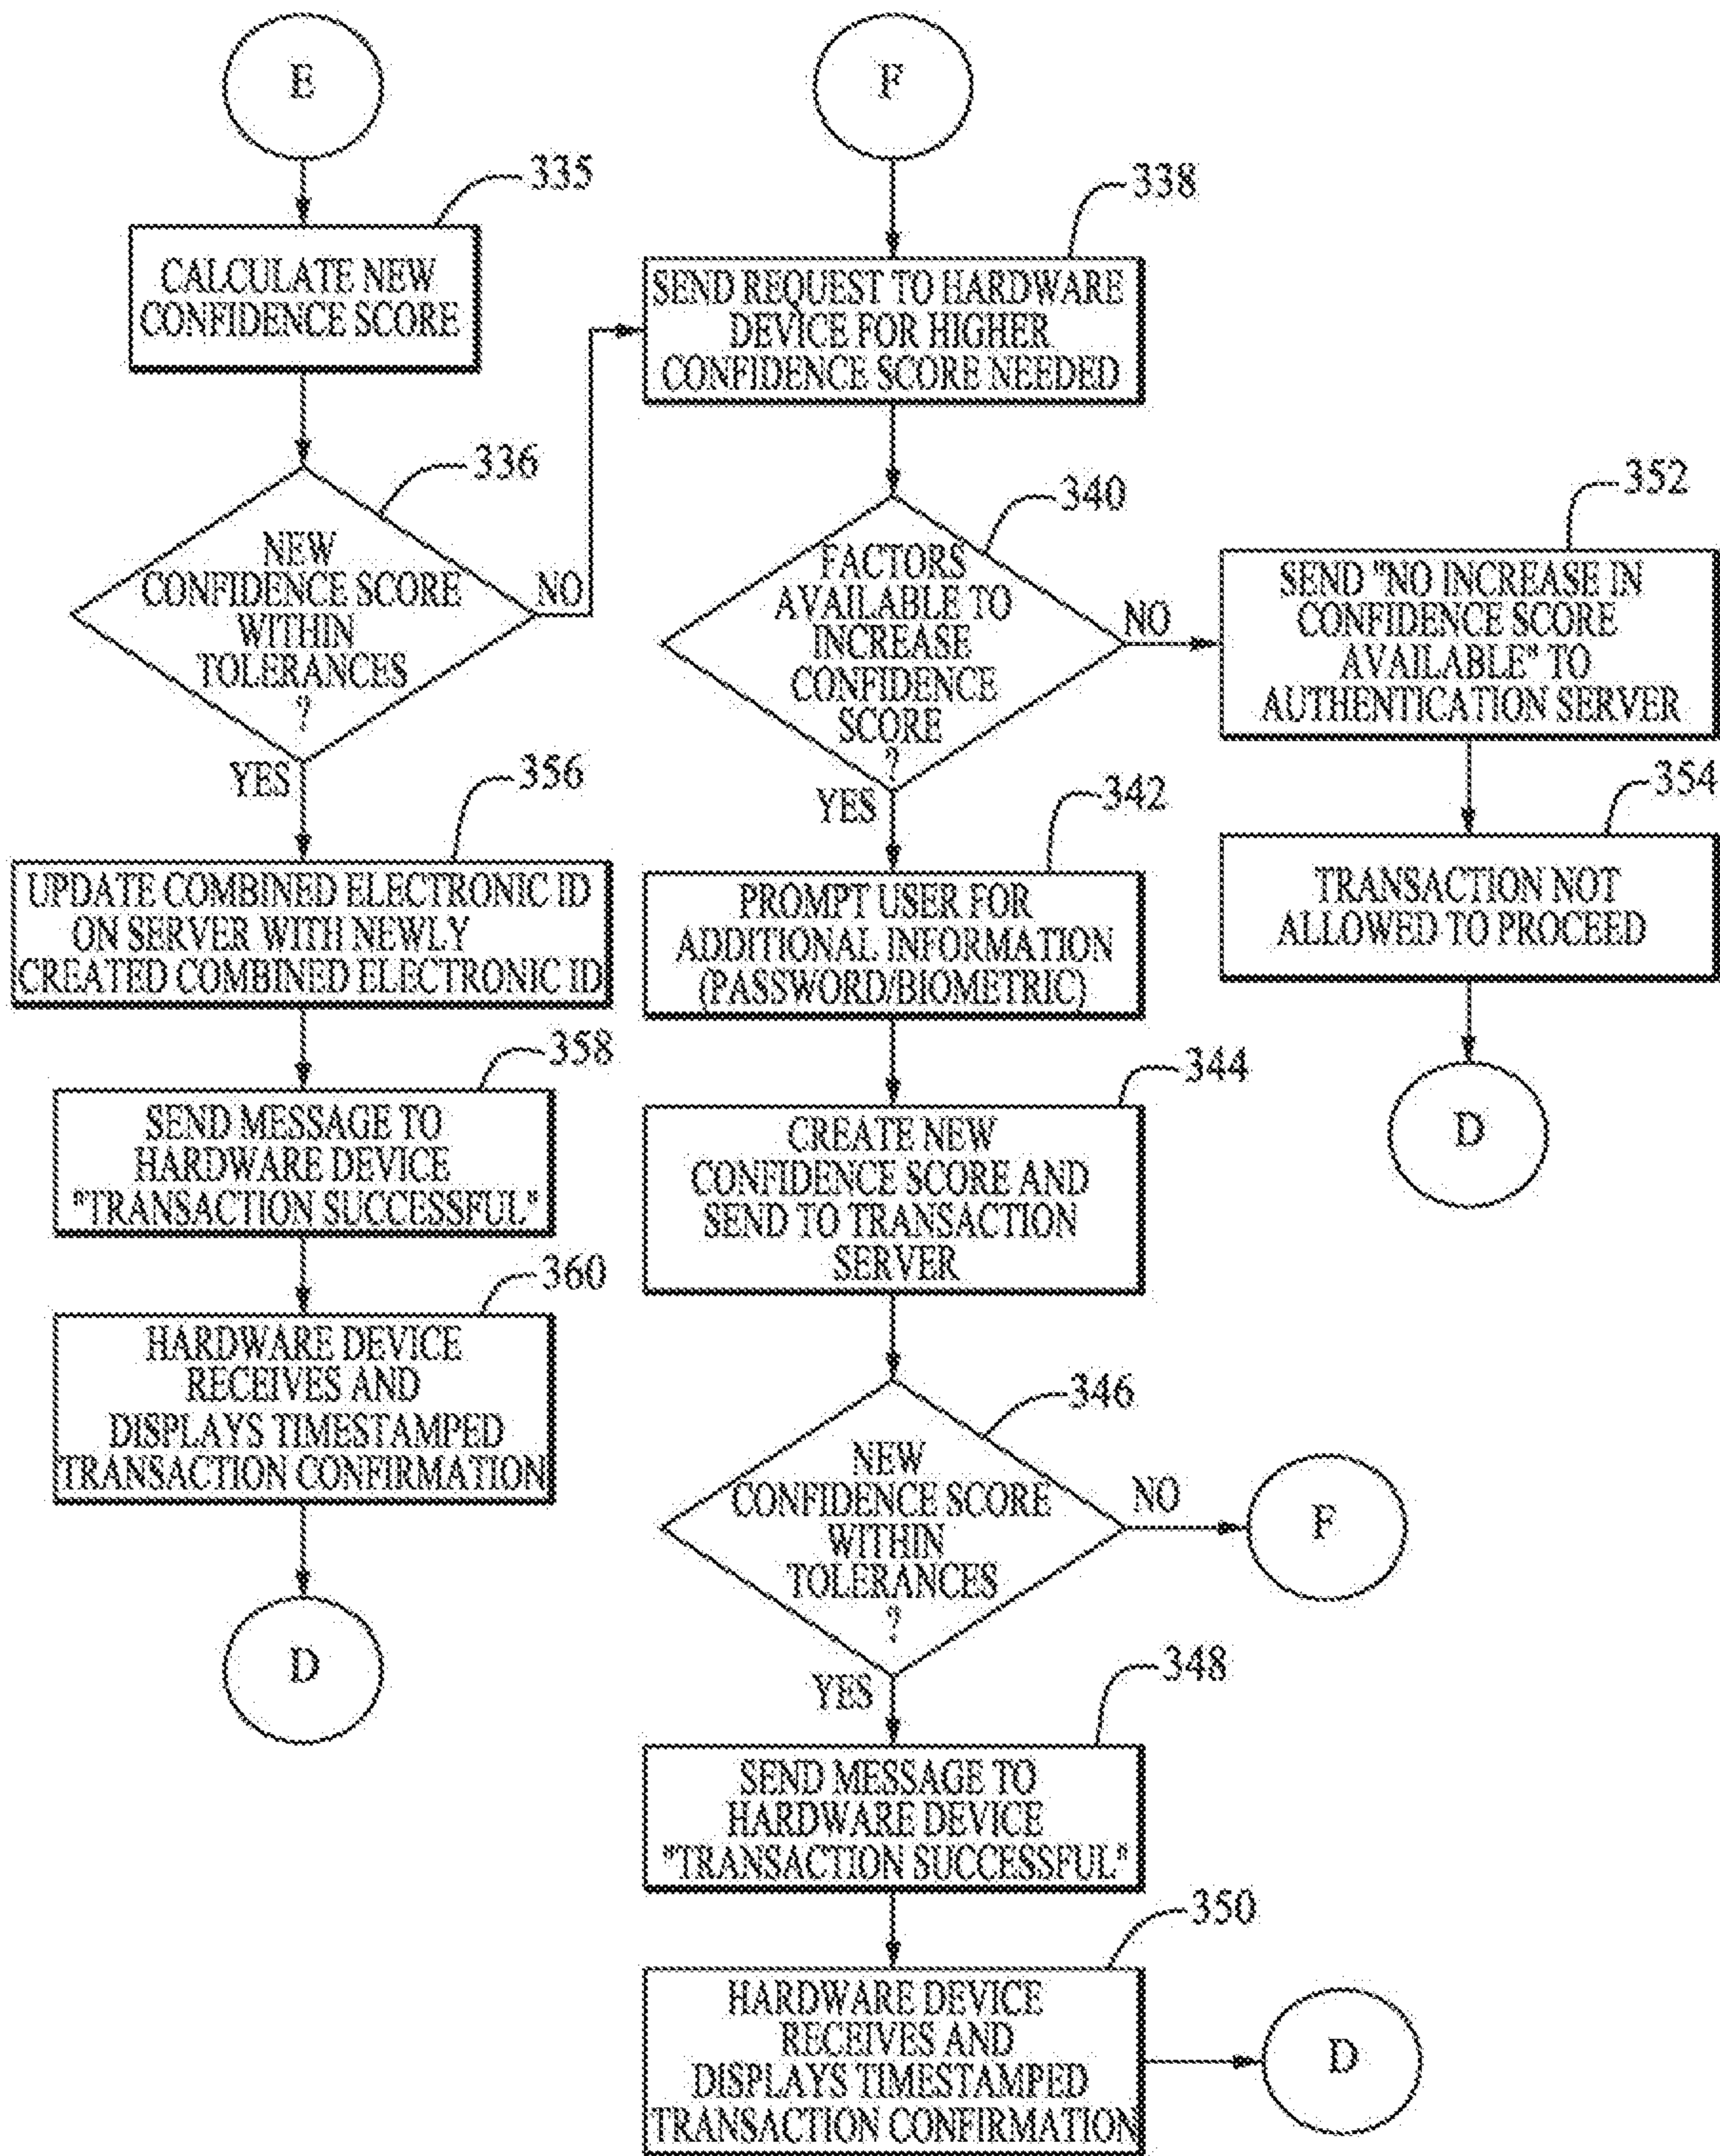 E
335
CALCULATE NEW
CONFIDENCE SCORE
336
NEW
CONFIDENCE SCORE
WITHIN
TOLERANCES
?
NO
YES
356
UPDATE COMBINED ELECTRONIC ID
ON SERVER WITH NEWLY
CREATED COMBINED ELECTRONIC ID
358
SEND MESSAGE TO
HARDWARE DEVICE
"TRANSACTION SUCCESSFUL"
360
HARDWARE DEVICE
RECEIVES AND
DISPLAYS TIMESTAMPED
TRANSACTION CONFIRMATION
D
F
338
SEND REQUEST TO HARDWARE
DEVICE FOR HIGHER
CONFIDENCE SCORE NEEDED
340
FACTORS
AVAILABLE TO
INCREASE
CONFIDENCE
SCORE
?
NO
YES
342
PROMPT USER FOR
ADDITIONAL INFORMATION
(PASSWORD/BIOMETRIC)
344
CREATE NEW
CONFIDENCE SCORE AND
SEND TO TRANSACTION
SERVER
346
NEW
CONFIDENCE SCORE
WITHIN
TOLERANCES
?
NO
F
YES
348
SEND MESSAGE TO
HARDWARE DEVICE
"TRANSACTION SUCCESSFUL"
350
HARDWARE DEVICE
RECEIVES AND
DISPLAYS TIMESTAMPED
TRANSACTION CONFIRMATION
D
352
SEND "NO INCREASE IN
CONFIDENCE SCORE
AVAILABLE" TO
AUTHENTICATION SERVER
354
TRANSACTION NOT
ALLOWED TO PROCEED
D